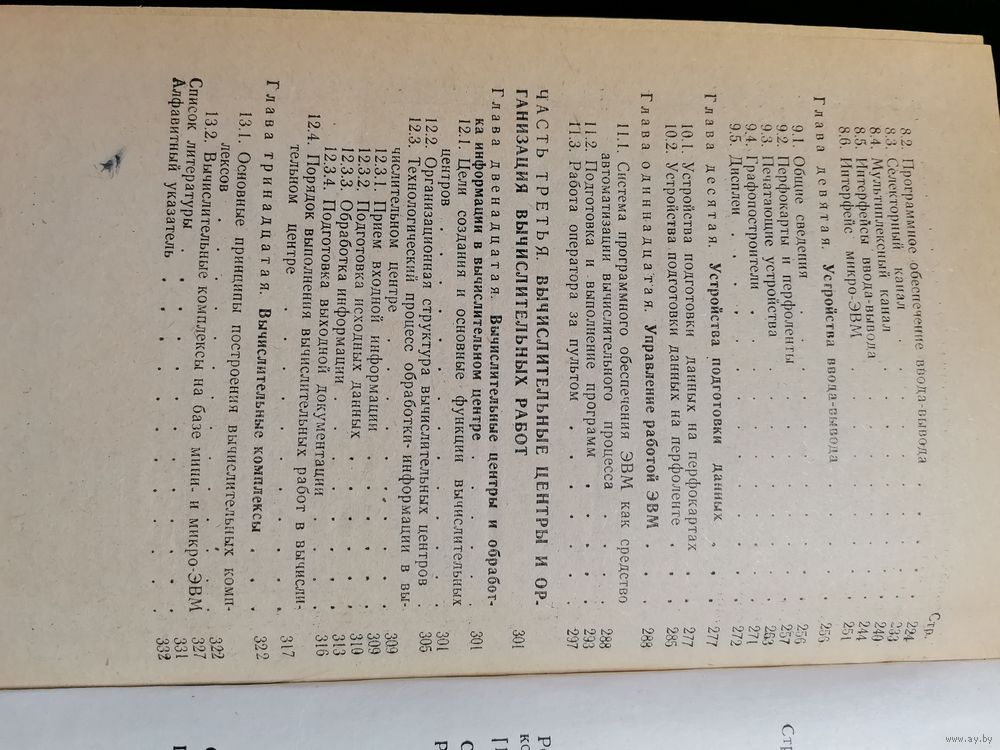 Стр.
8.2. Программное обеспечение ввода-вывода . . . . 224
8.3. Селекторный канал . . . . 233
8.4. Мультиплексный канал . . . . 240
8.5. Интерфейсы ввода-вывода . . . . 244
8.6. Интерфейс микро-ЭВМ . . . . 251
Глава девятая. Устройства ввода-вывода . . . . 256
9.1. Общие сведения . . . . 256
9.2. Перфокарты и перфоленты . . . . 257
9.3. Печатающие устройства . . . . 263
9.4. Графопостроители . . . . 271
9.5. Дисплеи . . . . 272
Глава десятая. Устройства подготовки данных . . 277
10.1. Устройства подготовки данных на перфокартах 277
10.2. Устройства подготовки данных на перфоленте . 285
Глава одиннадцатая. Управление работой ЭВМ . . 288
11.1. Система программного обеспечения ЭВМ как средство
автоматизации вычислительного процесса . . . . 288
11.2. Подготовка и выполнение программ . . . . 293
11.3. Работа оператора за пультом . . . . 297
ЧАСТЬ ТРЕТЬЯ. ВЫЧИСЛИТЕЛЬНЫЕ ЦЕНТРЫ И ОР-
ГАНИЗАЦИЯ ВЫЧИСЛИТЕЛЬНЫХ РАБОТ 301
Глава двенадцатая. Вычислительные центры и обработ-
ка информации в вычислительном центре . . . . 301
12.1. Цели создания и основные функции вычислительных
центров . . . . 301
12.2. Организационная структура вычислительных центров . 305
12.3. Технологический процесс обработки информации в вы-
числительном центре . . . . 309
12.3.1. Прием входной информации . . . . 309
12.3.2. Подготовка исходных данных . . . . 310
12.3.3. Обработка информации . . . . 313
12.3.4. Подготовка выходной документации . . . . 316
12.4. Порядок выполнения вычислительных работ в вычисли-
тельном центре . . . . 317
Глава тринадцатая. Вычислительные комплексы . . 322
13.1. Основные принципы построения вычислительных комп-
лексов . . . . 322
13.2. Вычислительные комплексы на базе мини- и микро-ЭВМ 327
Список литературы . . . . 331
Алфавитный указатель . . . . 332
www.ay.by